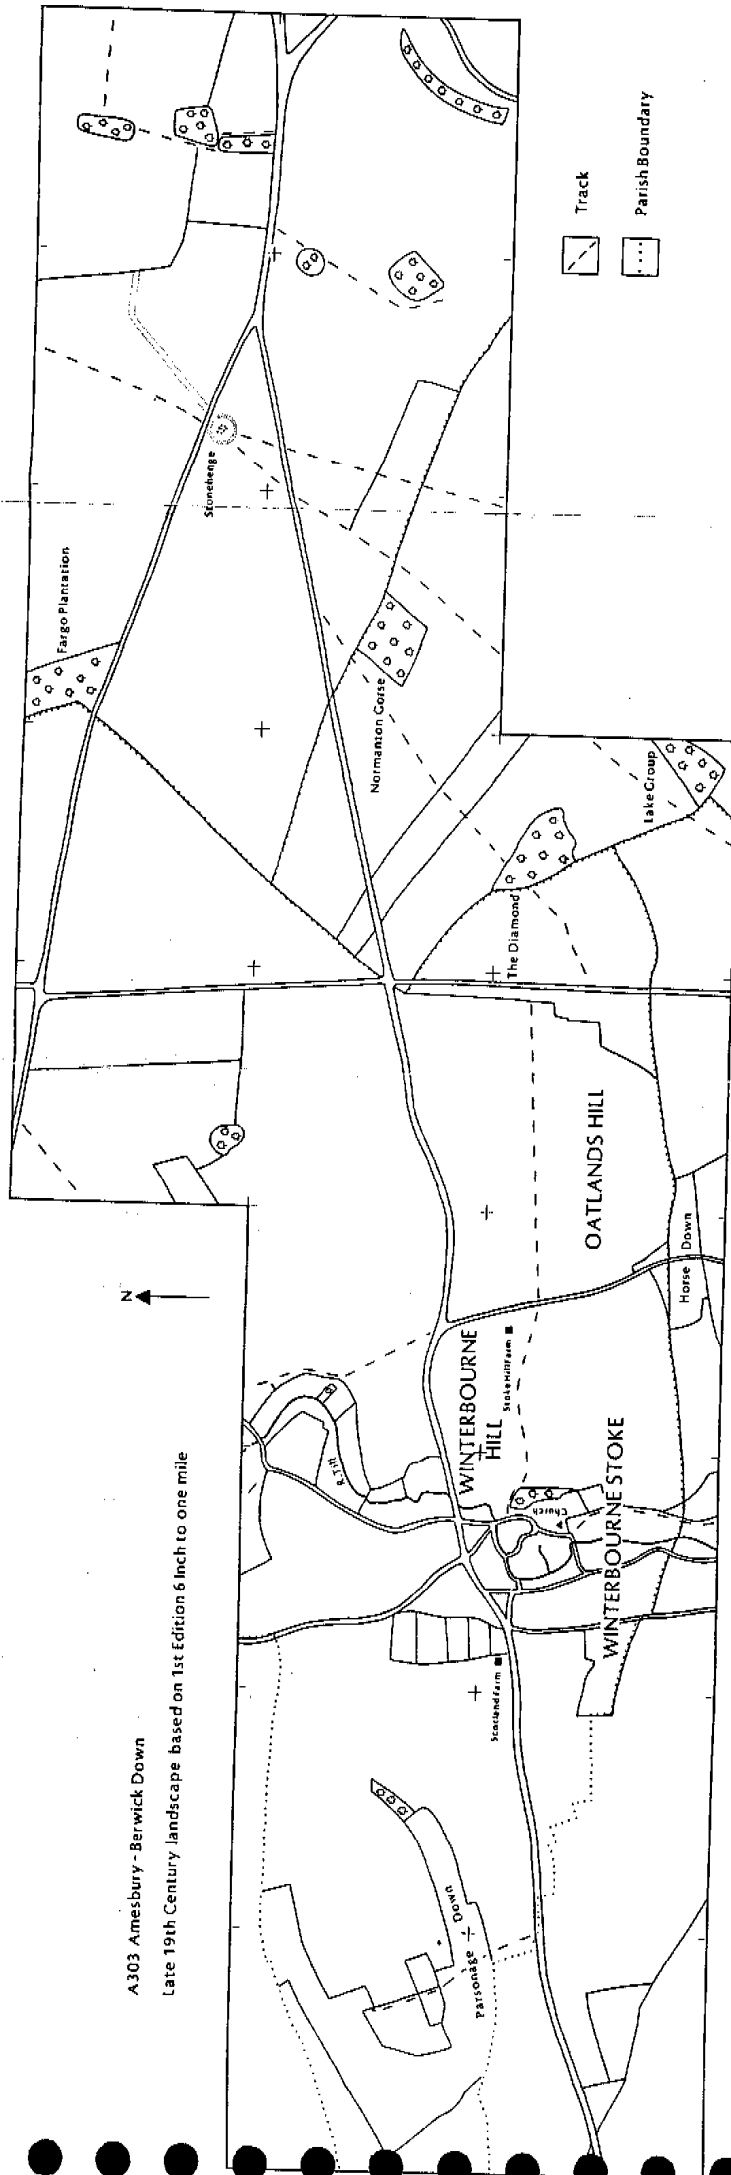 A303 Amesbury - Berwick Down
Late 19th Century landscape based on 1st Edition 6 Inch to one mile
N
Fargo Plantation
Stonehenge
Normanton Gorse
The Diamond
Lake Group
Track
Parish Boundary
OATLANDS HILL
Horse Down
WINTERBOURNE
HILL
Stoke Hill Farm
R. Till
Church
WINTERBOURNE STOKE
Scotland Farm
Parsonage Down